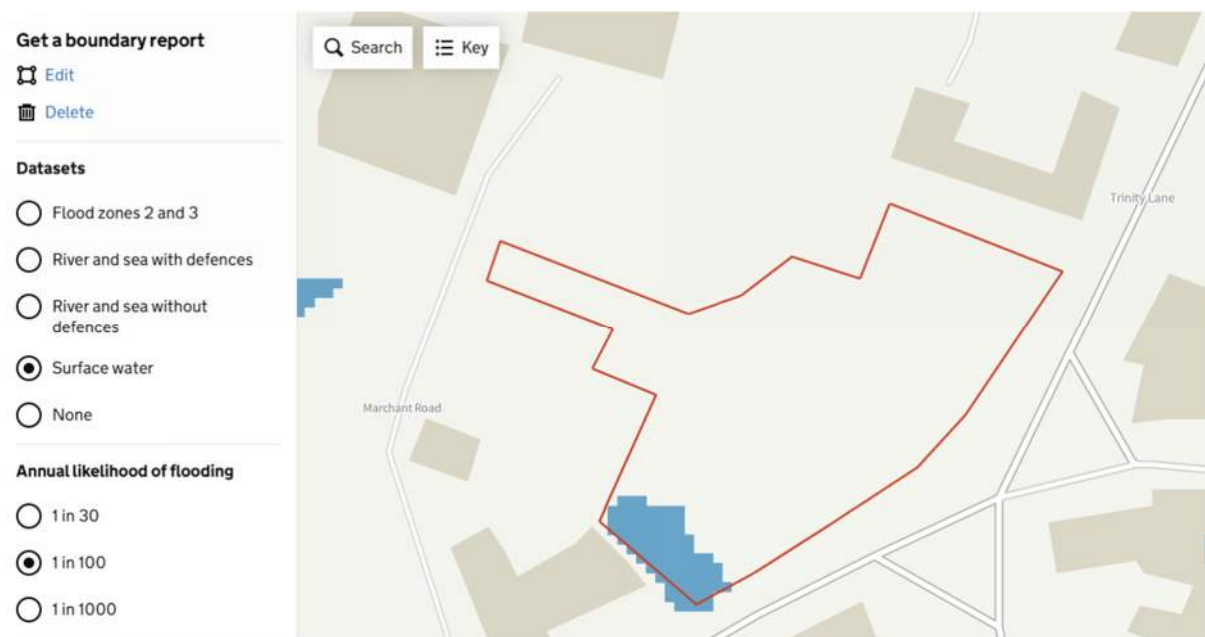 Get a boundary report
Edit
Delete
Datasets
Flood zones 2 and 3
River and sea with defences
River and sea without
defences
Surface water
None
Annual likelihood of flooding
1 in 30
1 in 100
1 in 1000
Search
Key
Trinity Lane
Marchant Road